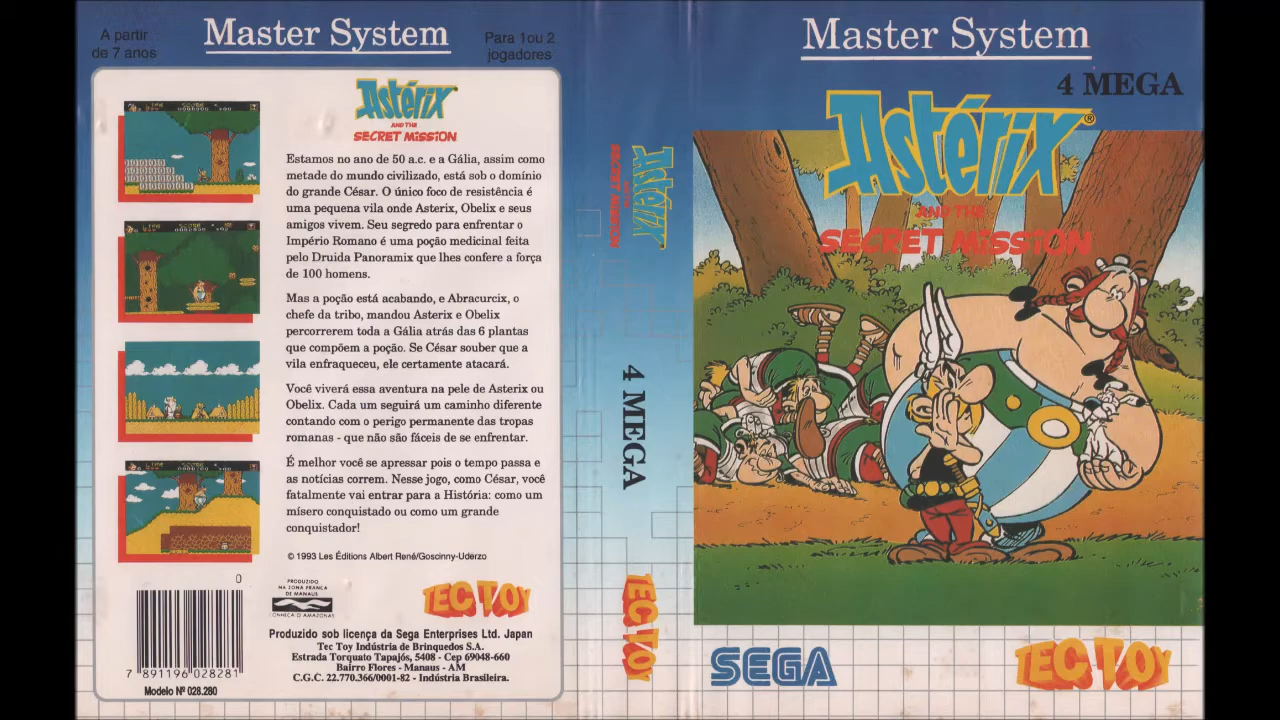 A partir
de 7 anos
Master System
Para 1 ou 2
jogadores
Astérix
AND THE
SECRET MISSION
Estamos no ano de 50 a.c. e a Gália, assim como
metade do mundo civilizado, está sob o domínio
do grande César. O único foco de resistência é
uma pequena vila onde Asterix, Obelix e seus
amigos vivem. Seu segredo para enfrentar o
Império Romano é uma poção medicinal feita
pelo Druida Panoramix que lhes confere a força
de 100 homens.
Mas a poção está acabando, e Abracurcix, o
chefe da tribo, mandou Asterix e Obelix
percorrerem toda a Gália atrás das 6 plantas
que compõem a poção. Se César souber que a
vila enfraqueceu, ele certamente atacará.
Você viverá essa aventura na pele de Asterix ou
Obelix. Cada um seguirá um caminho diferente
contando com o perigo permanente das tropas
romanas - que não são fáceis de se enfrentar.
É melhor você se apressar pois o tempo passa e
as notícias correm. Nesse jogo, como César, você
fatalmente vai entrar para a História: como um
mísero conquistado ou como um grande
conquistador!
© 1993 Les Éditions Albert René/Goscinny-Uderzo
0
7 891196 028281
Modelo Nº 028.280
PRODUZIDO
NA ZONA FRANCA
DE MANAUS
CONHEÇA O AMAZONAS
TEC TOY
Produzido sob licença da Sega Enterprises Ltd. Japan
Tec Toy Indústria de Brinquedos S.A.
Estrada Torquato Tapajós, 5408 - Cep 69048-660
Bairro Flores - Manaus - AM
C.G.C. 22.770.366/0001-82 - Indústria Brasileira.
Astérix
AND THE
SECRET MISSION
4 MEGA
TEC TOY
Master System
4 MEGA
Astérix®
AND THE
SECRET MISSION
SEGA
TEC TOY